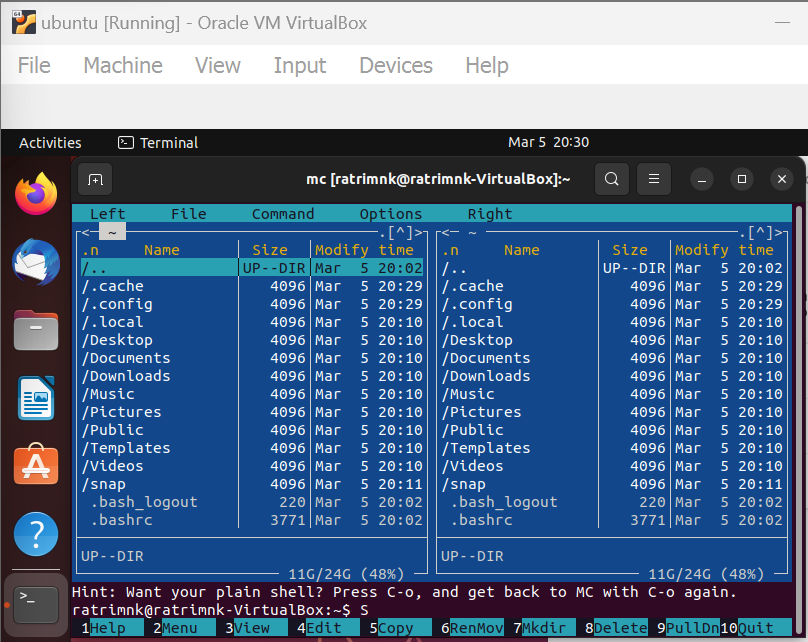 ubuntu [Running] - Oracle VM VirtualBox
File Machine View Input Devices Help
Activities Terminal Mar 5 20:30
mc [ratrimnk@ratrimnk-VirtualBox]:~
Left File Command Options Right
<─ ~ .[^]> <─ ~ .[^]>
.n Name Size Modify time .n Name Size Modify time
/.. UP--DIR Mar 5 20:02 /.. UP--DIR Mar 5 20:02
/.cache 4096 Mar 5 20:29 /.cache 4096 Mar 5 20:29
/.config 4096 Mar 5 20:29 /.config 4096 Mar 5 20:29
/.local 4096 Mar 5 20:10 /.local 4096 Mar 5 20:10
/Desktop 4096 Mar 5 20:10 /Desktop 4096 Mar 5 20:10
/Documents 4096 Mar 5 20:10 /Documents 4096 Mar 5 20:10
/Downloads 4096 Mar 5 20:10 /Downloads 4096 Mar 5 20:10
/Music 4096 Mar 5 20:10 /Music 4096 Mar 5 20:10
/Pictures 4096 Mar 5 20:10 /Pictures 4096 Mar 5 20:10
/Public 4096 Mar 5 20:10 /Public 4096 Mar 5 20:10
/Templates 4096 Mar 5 20:10 /Templates 4096 Mar 5 20:10
/Videos 4096 Mar 5 20:10 /Videos 4096 Mar 5 20:10
/snap 4096 Mar 5 20:11 /snap 4096 Mar 5 20:11
.bash_logout 220 Mar 5 20:02 .bash_logout 220 Mar 5 20:02
.bashrc 3771 Mar 5 20:02 .bashrc 3771 Mar 5 20:02
UP--DIR UP--DIR
11G/24G (48%) 11G/24G (48%)
Hint: Want your plain shell? Press C-o, and get back to MC with C-o again.
ratrimnk@ratrimnk-VirtualBox:~$ S
1Help 2Menu 3View 4Edit 5Copy 6RenMov 7Mkdir 8Delete 9PullDn 10Quit